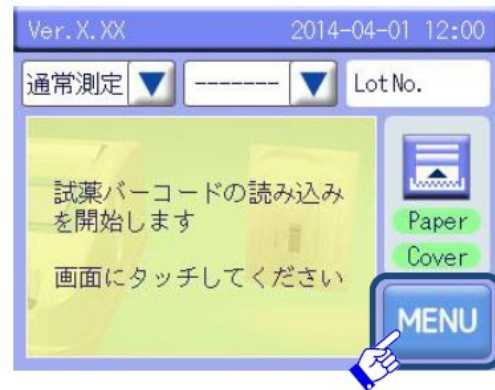 Ver.X.XX 2014-04-01 12:00
通常測定 ------- LotNo.
試薬バーコードの読み込み
を開始します
画面にタッチしてください
Paper
Cover
MENU